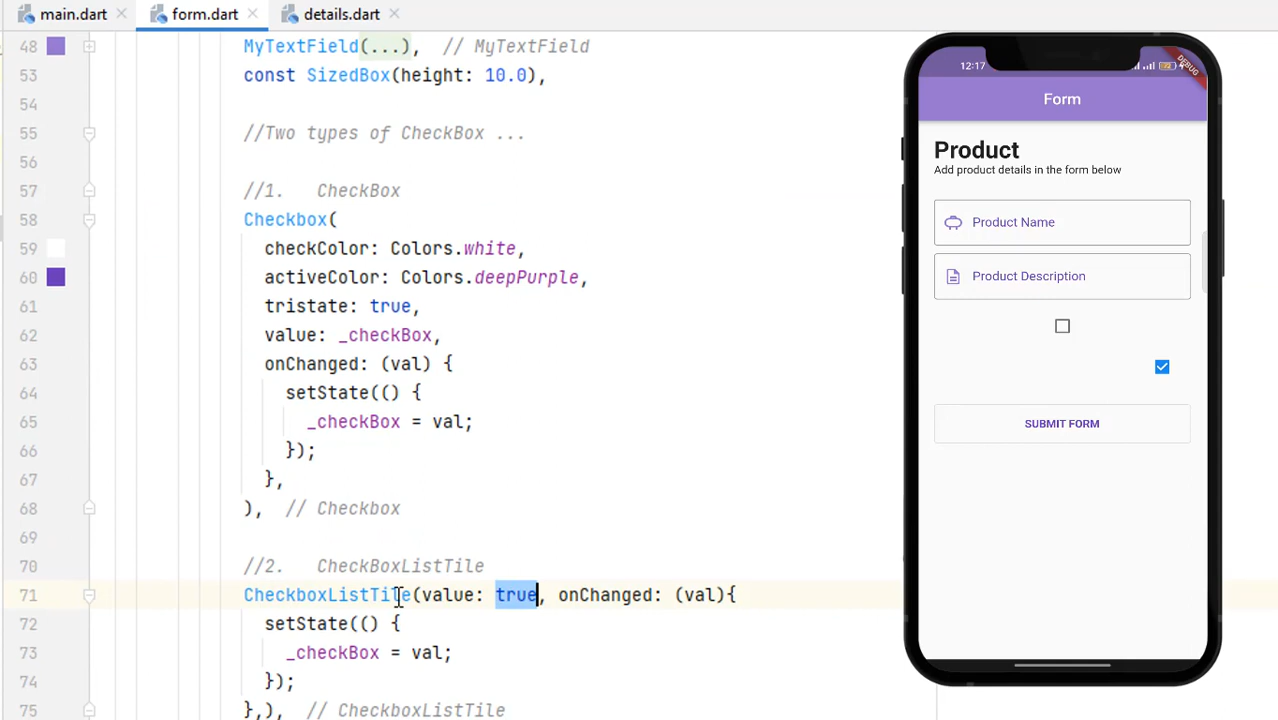 main.dart form.dart details.dart
48 MyTextField(...), // MyTextField
53 const SizedBox(height: 10.0),
54
55 //Two types of CheckBox ...
56
57 //1.   CheckBox
58 Checkbox(
59 checkColor: Colors.white,
60 activeColor: Colors.deepPurple,
61 tristate: true,
62 value: _checkBox,
63 onChanged: (val) {
64 setState(() {
65 _checkBox = val;
66 });
67 },
68 ), // Checkbox
69
70 //2.   CheckBoxListTile
71 CheckboxListTile(value: true, onChanged: (val){
72 setState(() {
73 _checkBox = val;
74 });
75 },), // CheckboxListTile
12:17
DEBUG
Form
Product
Add product details in the form below
Product Name
Product Description
SUBMIT FORM